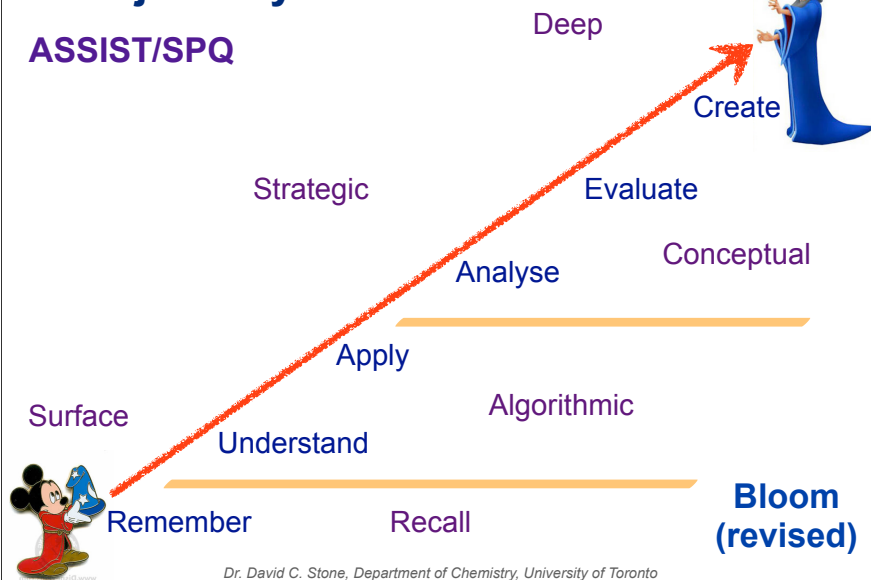 Deep
ASSIST/SPQ
Create
Strategic
Evaluate
Conceptual
Analyse
Apply
Algorithmic
Surface
Understand
Bloom
(revised)
Remember
Recall
Dr. David C. Stone, Department of Chemistry, University of Toronto